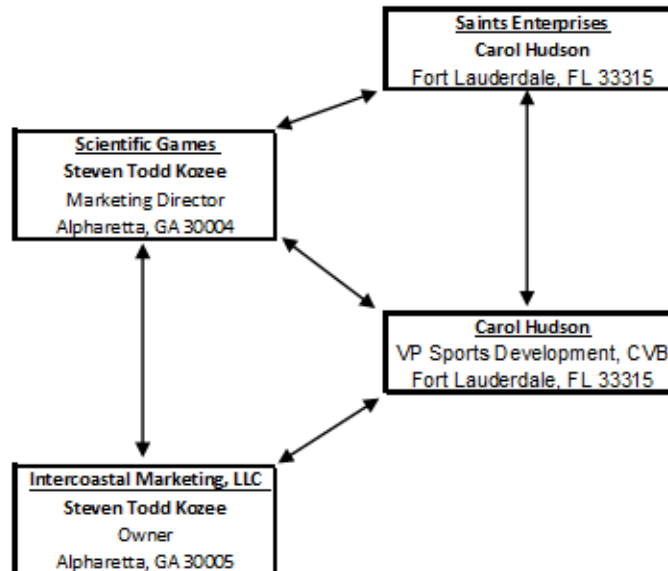 Saints Enterprises
Carol Hudson
Fort Lauderdale, FL 33315
Scientific Games
Steven Todd Kozee
Marketing Director
Alpharetta, GA 30004
Carol Hudson
VP Sports Development, CVB
Fort Lauderdale, FL 33315
Intercoastal Marketing, LLC
Steven Todd Kozee
Owner
Alpharetta, GA 30005